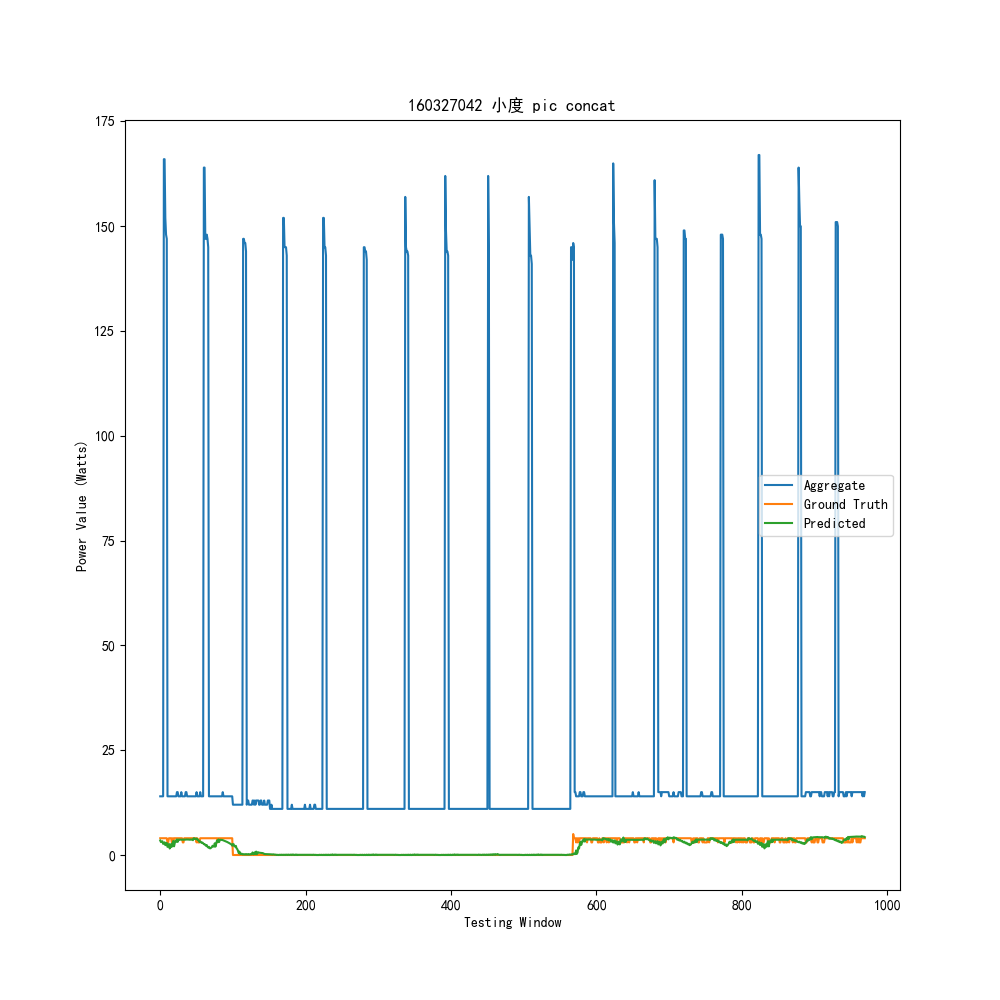 160327042 小度 pic concat
175
150
125
100
75
50
25
0
Power Value (Watts)
Aggregate
Ground Truth
Predicted
0 200 400 600 800 1000
Testing Window